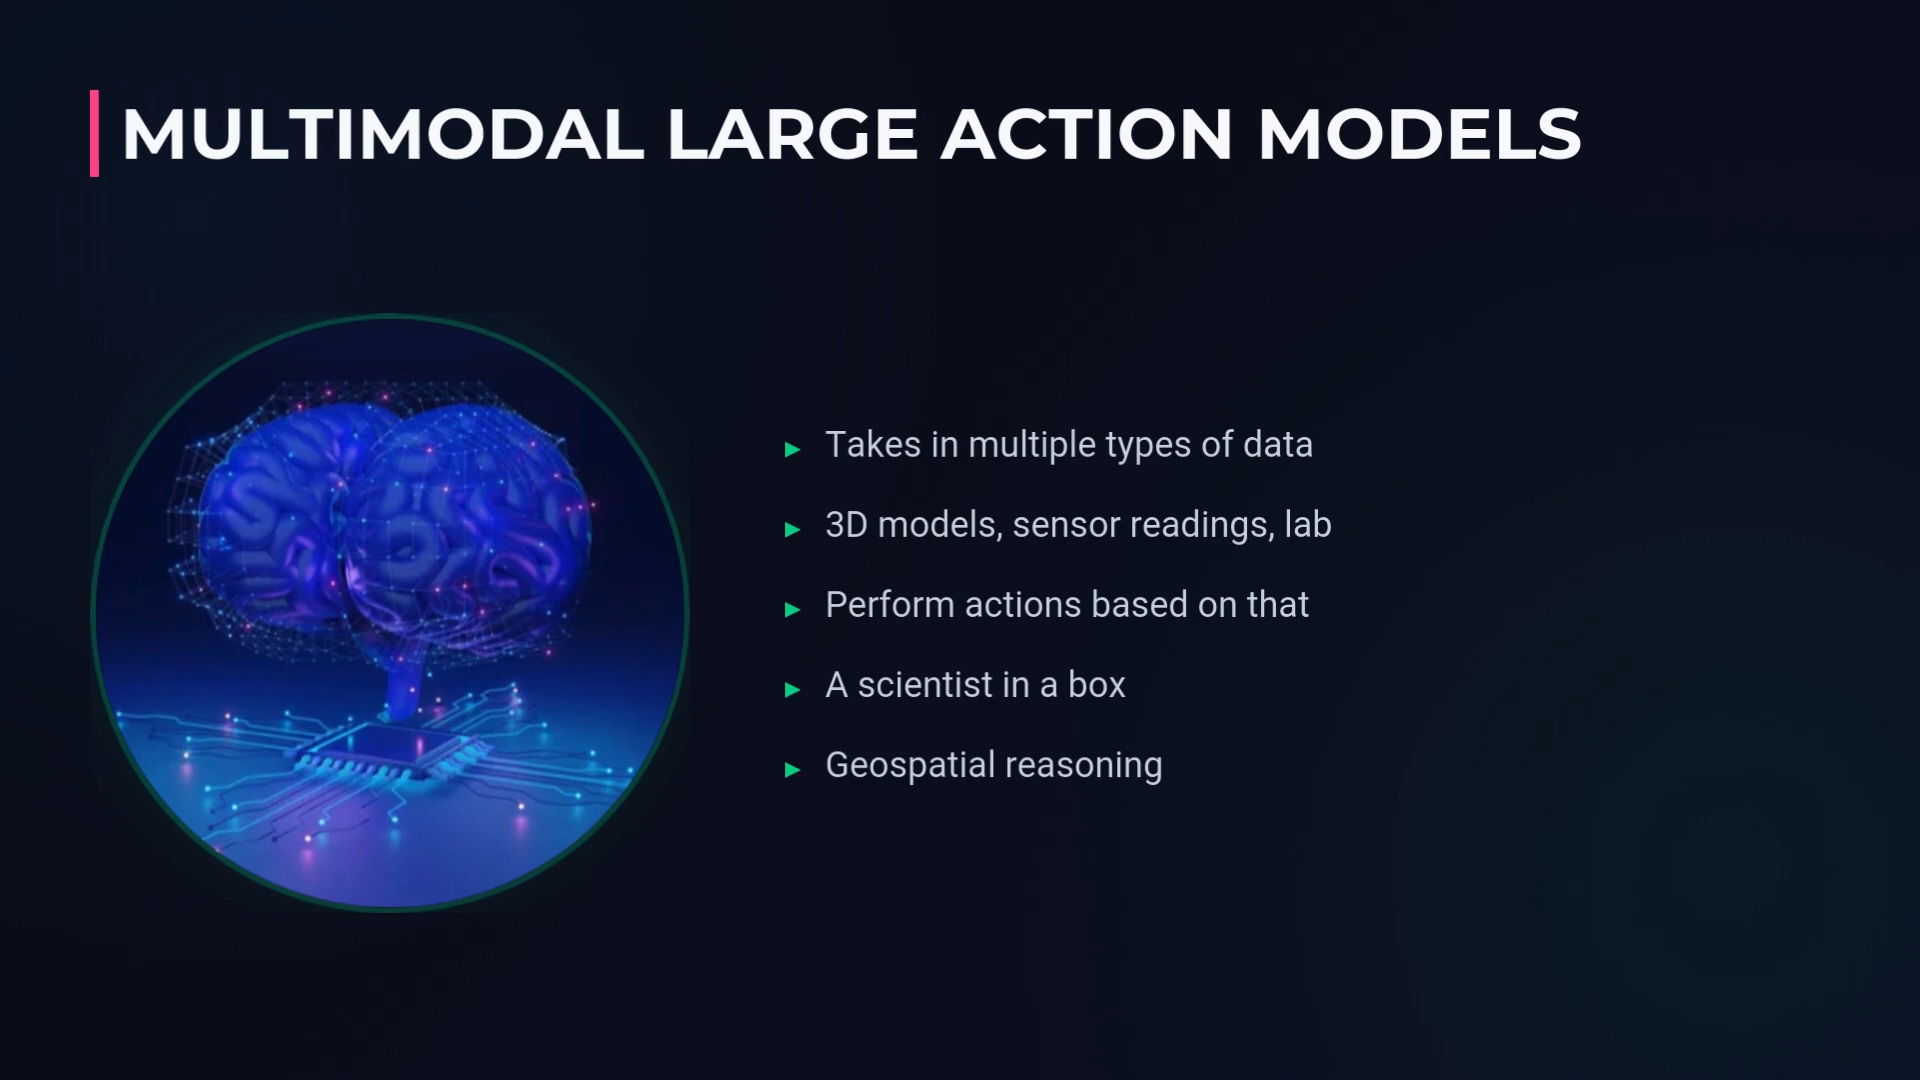 MULTIMODAL LARGE ACTION MODELS
▸ Takes in multiple types of data
▸ 3D models, sensor readings, lab
▸ Perform actions based on that
▸ A scientist in a box
▸ Geospatial reasoning